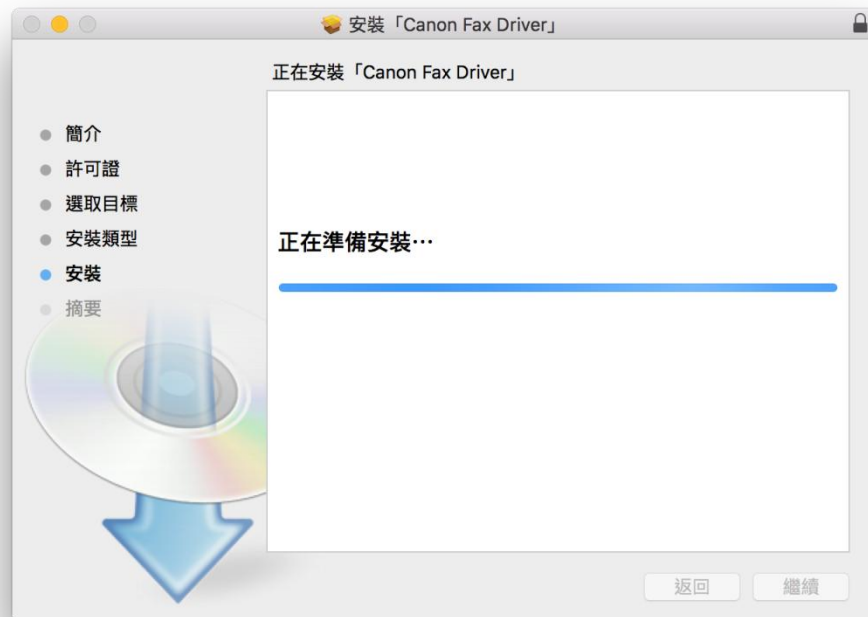 安裝「Canon Fax Driver」
正在安裝「Canon Fax Driver」
簡介
許可證
選取目標
安裝類型
安裝
摘要
正在準備安裝⋯
返回
繼續